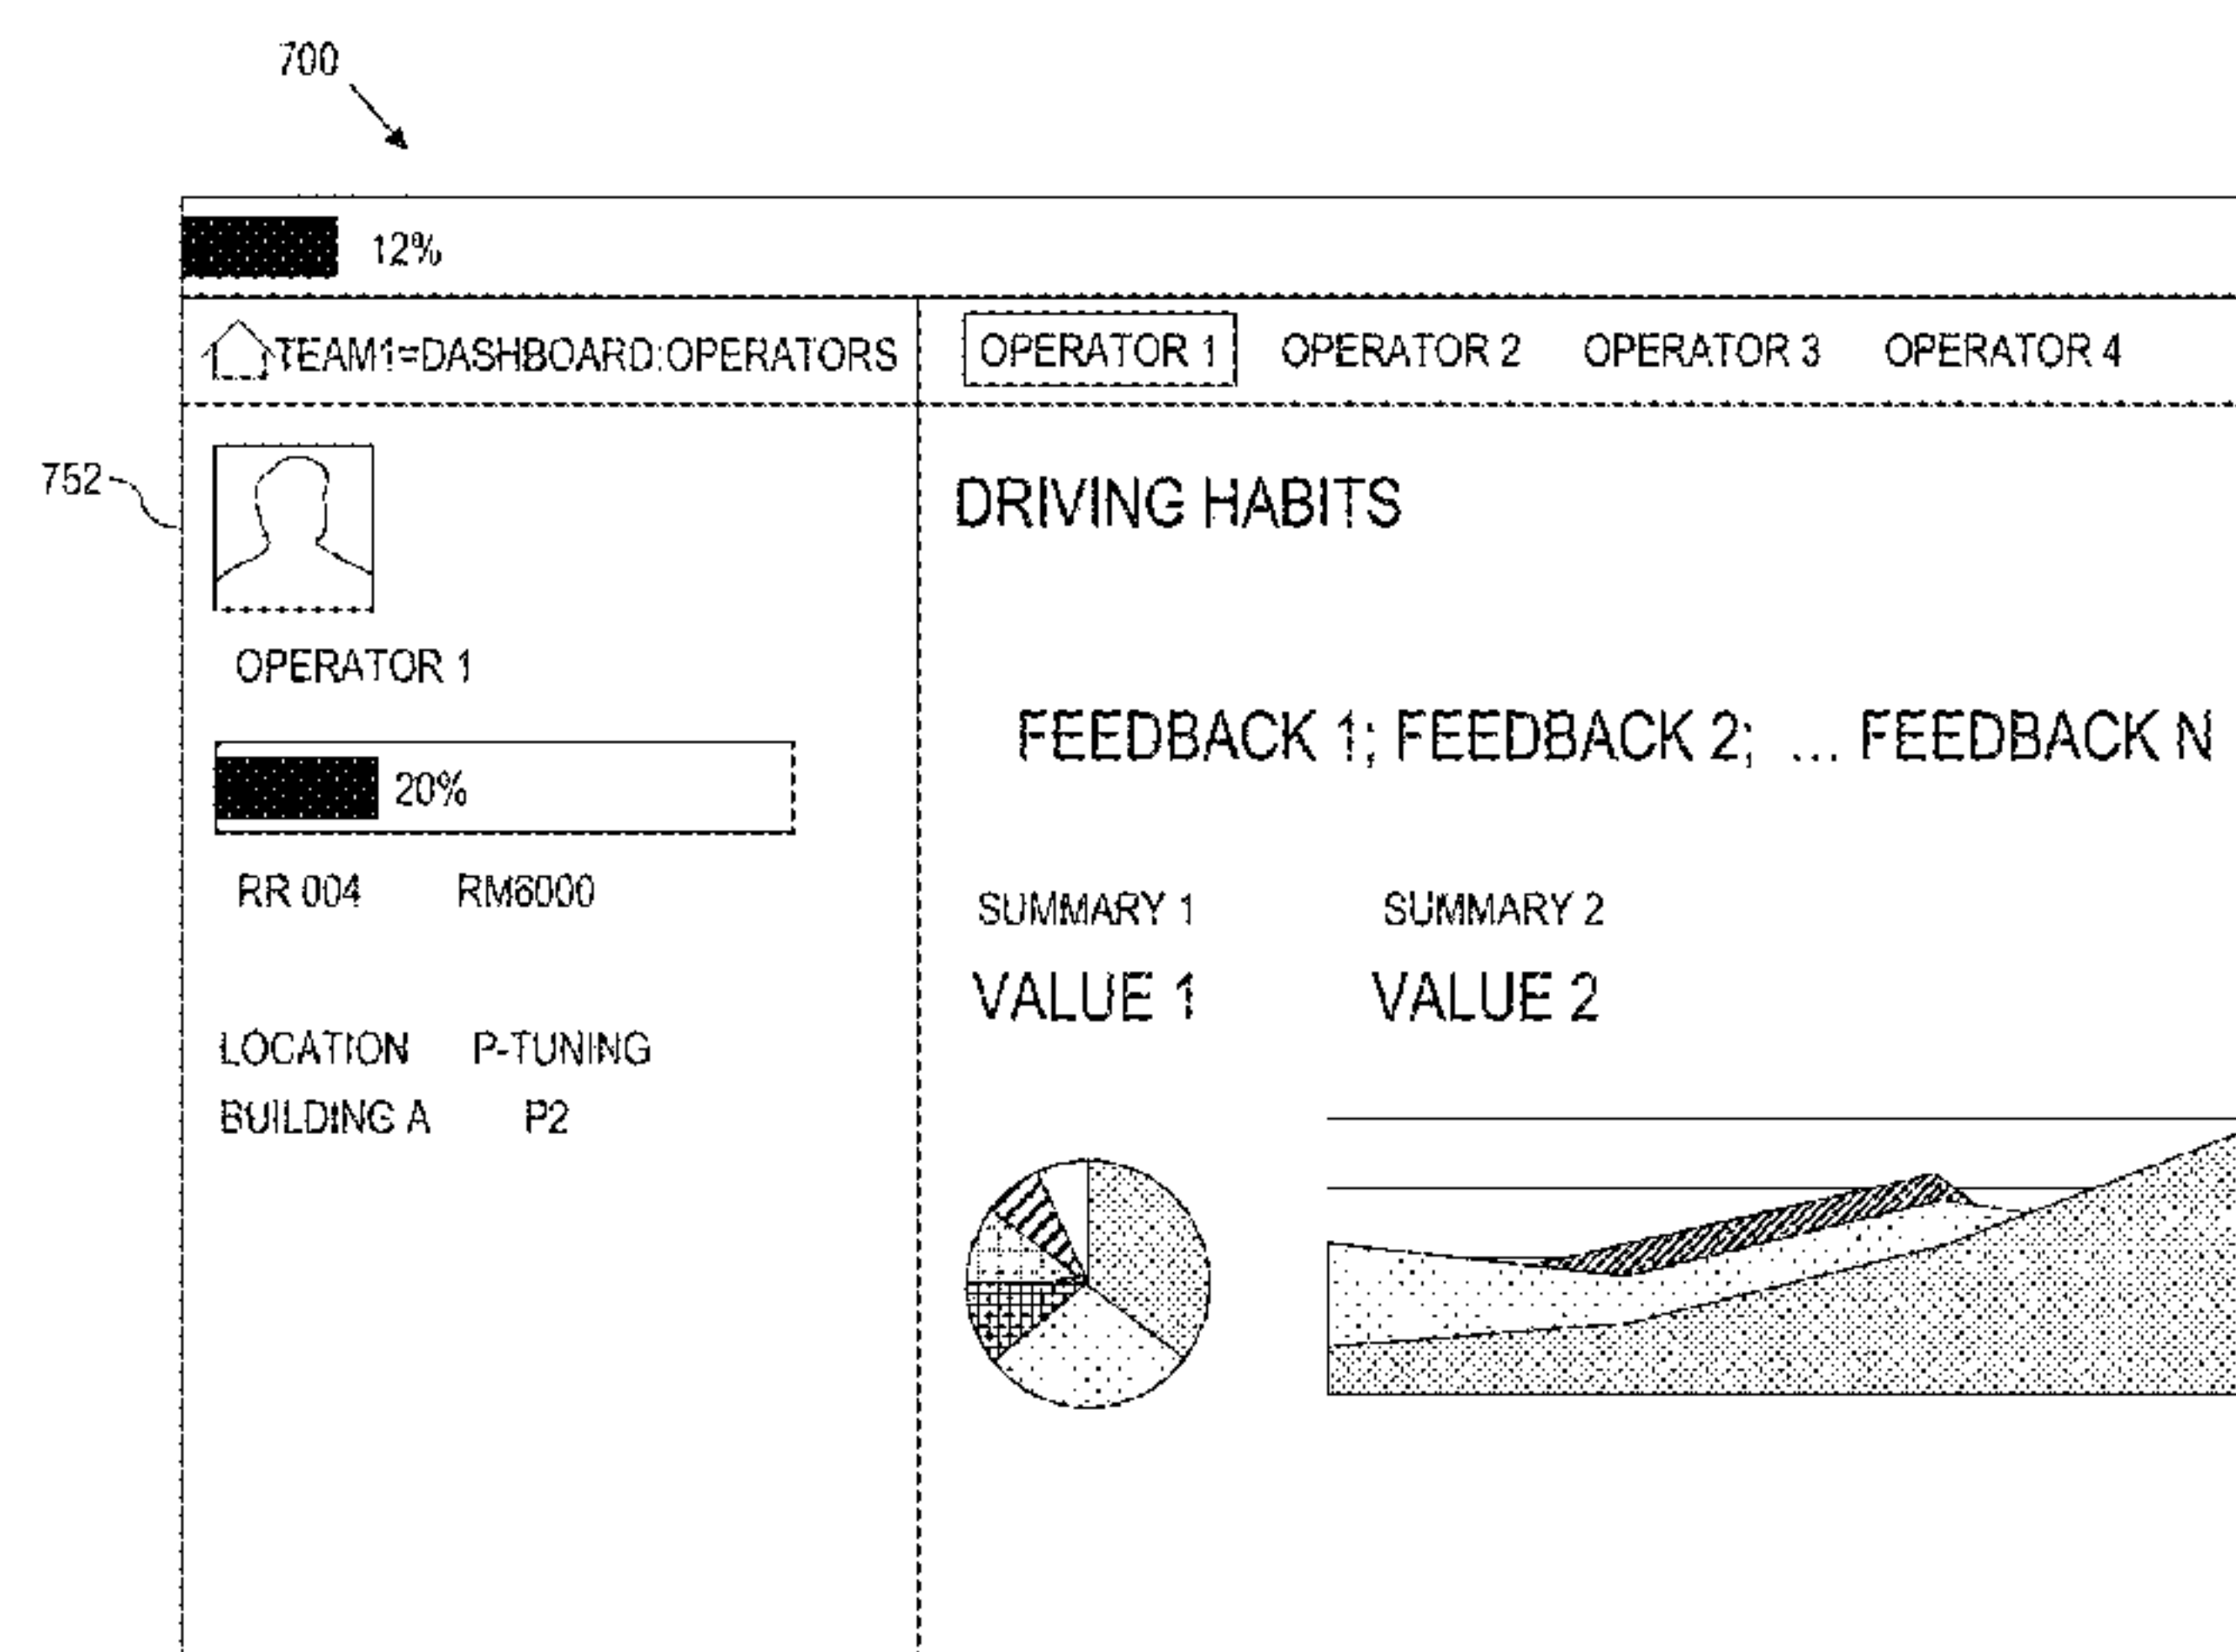 700
12%
TEAM1=DASHBOARD:OPERATORS
OPERATOR 1 OPERATOR 2 OPERATOR 3 OPERATOR 4
752
OPERATOR 1
20%
RR 004 RM6000
LOCATION P-TUNING
BUILDING A P2
DRIVING HABITS
FEEDBACK 1; FEEDBACK 2; ... FEEDBACK N
SUMMARY 1 SUMMARY 2
VALUE 1 VALUE 2